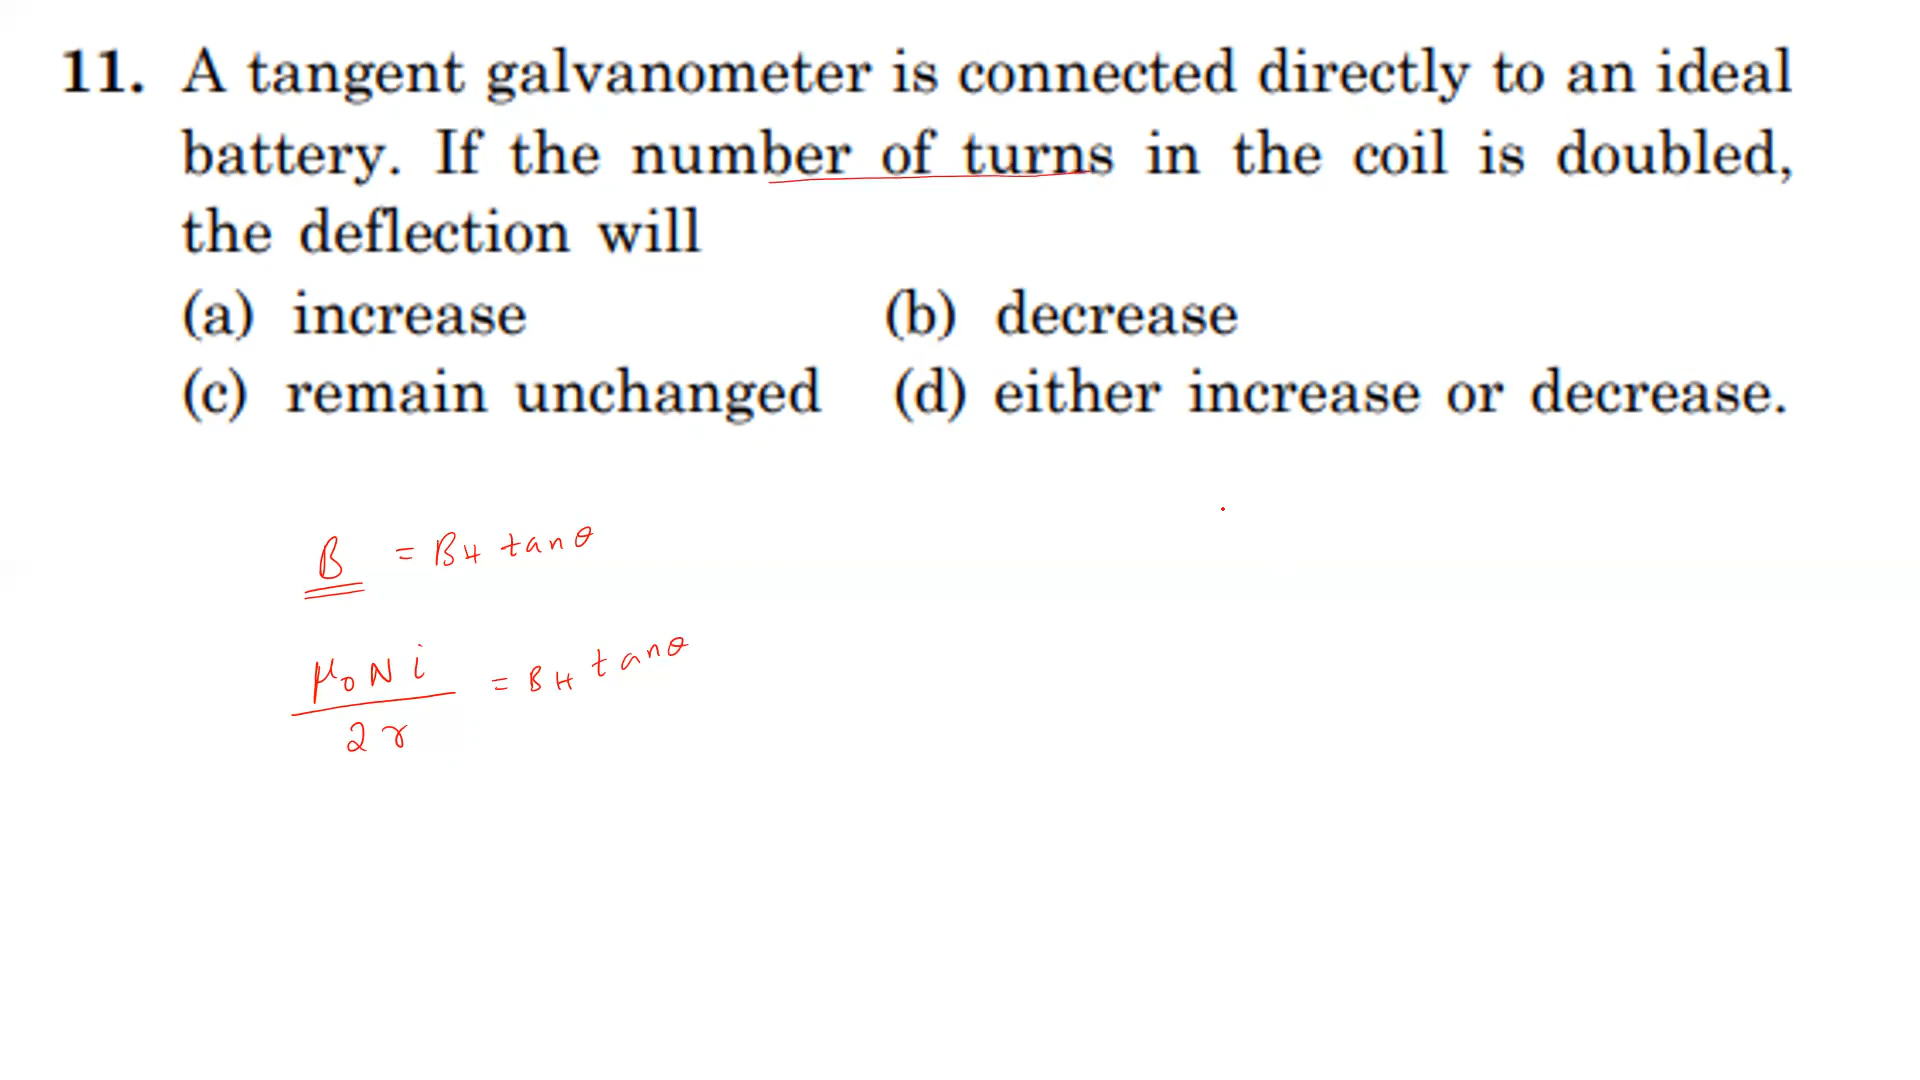 11. A tangent galvanometer is connected directly to an ideal
battery. If the number of turns in the coil is doubled,
the deflection will
(a) increase (b) decrease
(c) remain unchanged (d) either increase or decrease.
B = BH tanθ
μ₀Ni/2r = BH tanθ